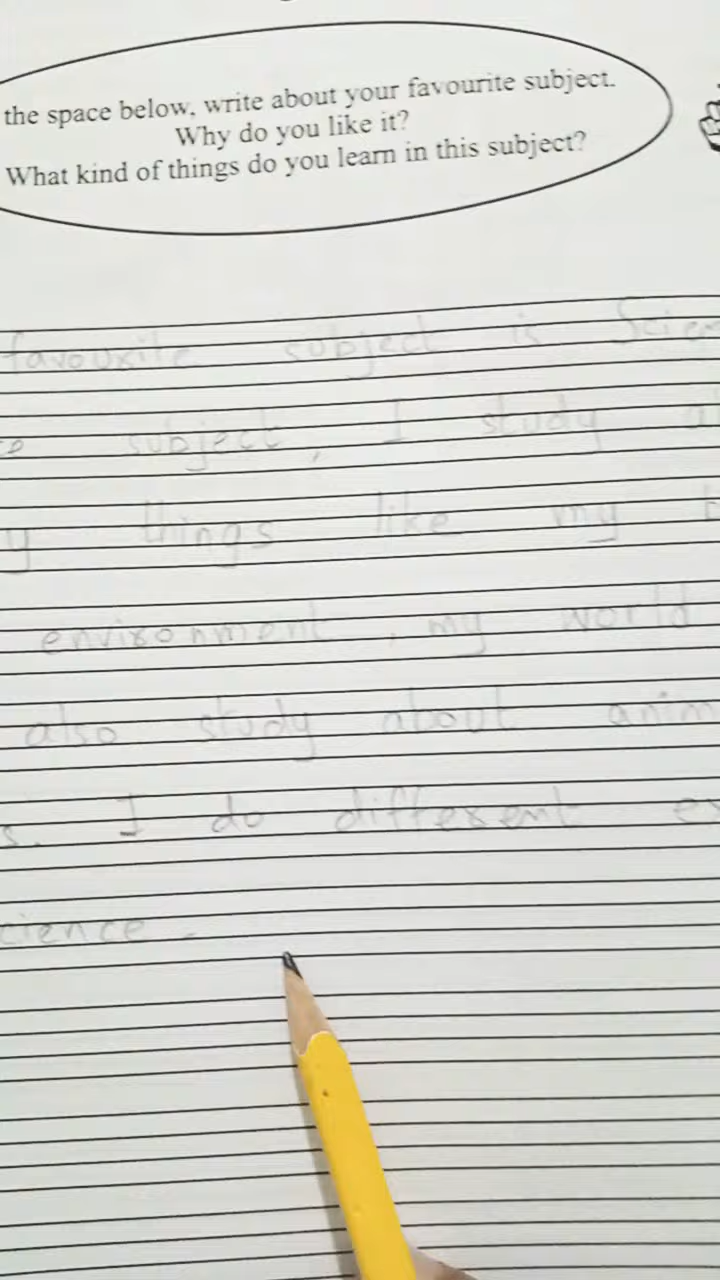 the space below, write about your favourite subject.
Why do you like it?
What kind of things do you learn in this subject?
favourite subject is
subject, I study
things like my
environment, my world
also study about
s. I do different
cience.